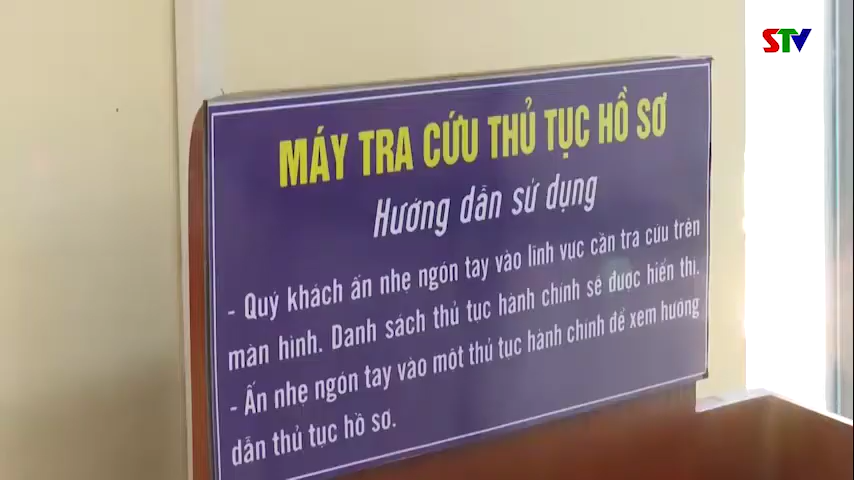 STV
MÁY TRA CỨU THỦ TỤC HỒ SƠ
Hướng dẫn sử dụng
- Quý khách ấn nhẹ ngón tay vào lĩnh vực cần tra cứu trên
màn hình. Danh sách thủ tục hành chính sẽ được hiển thị.
- Ấn nhẹ ngón tay vào một thủ tục hành chính để xem hướng
dẫn thủ tục hồ sơ.